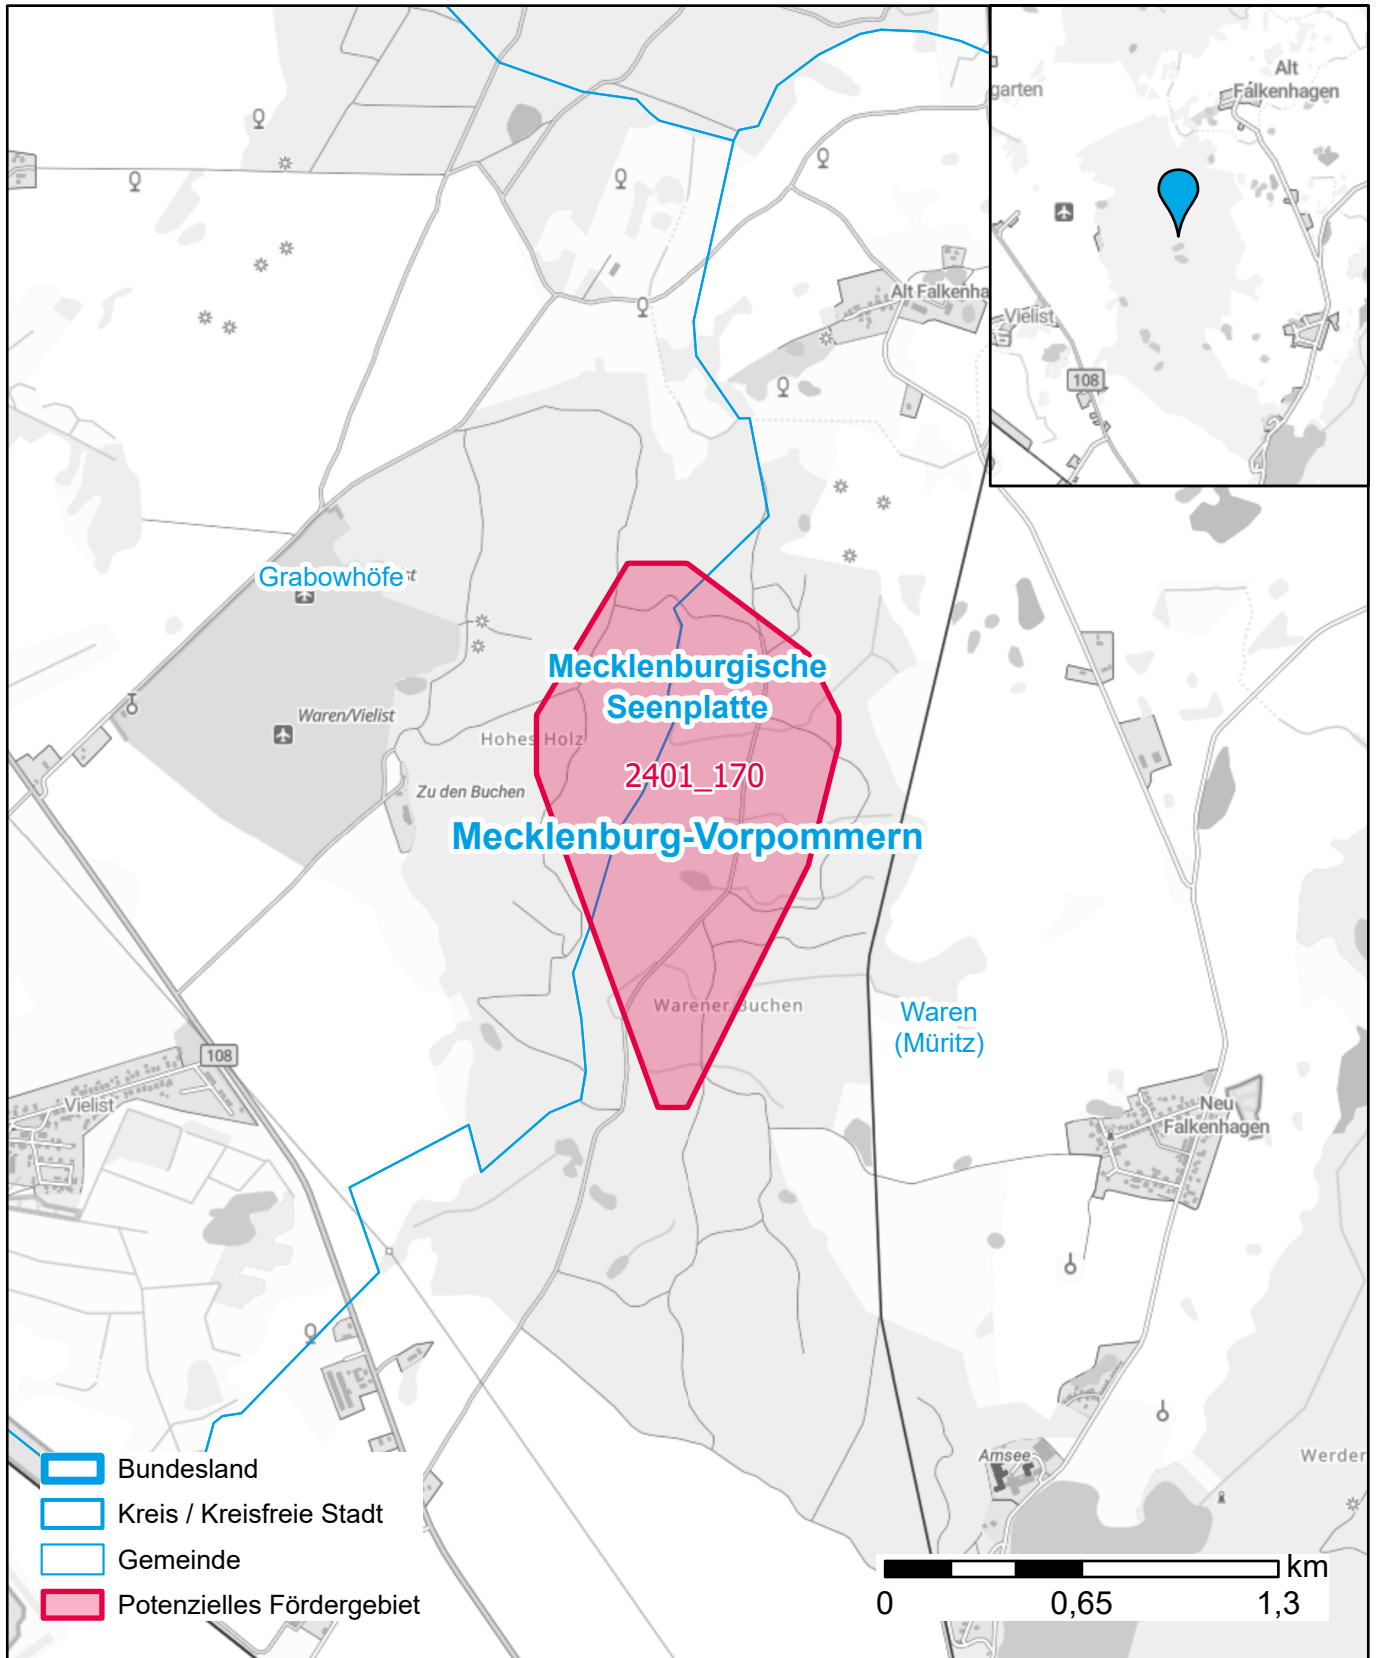 garten
Alt
Falkenhagen
Vielist
108
Alt Falkenha
Grabowhöfe
st
Mecklenburgische
Seenplatte
Waren/Vielist
Hohes Holz
2401_170
Zu den Buchen
Mecklenburg-Vorpommern
Warener Buchen
Waren
(Müritz)
108
Vielist
Neu
Falkenhagen
Amsee
Werder
Bundesland
Kreis / Kreisfreie Stadt
Gemeinde
Potenzielles Fördergebiet
km
0 0,65 1,3